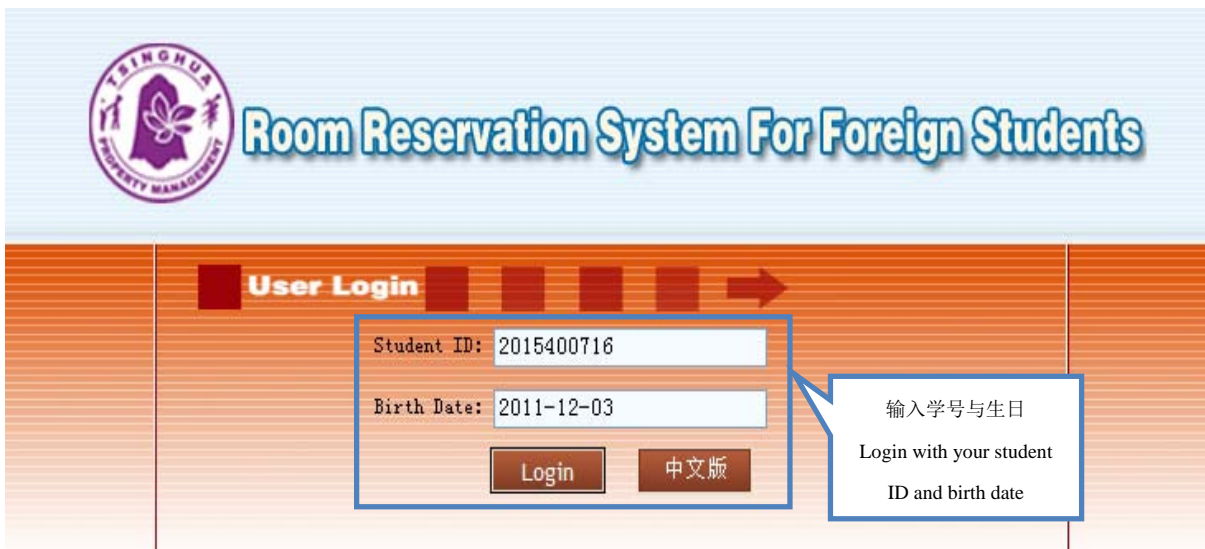 TSINGHUA
清 華
PROPERTY MANAGEMENT
Room Reservation System For Foreign Students
User Login
Student ID: 2015400716
Birth Date: 2011-12-03
Login 中文版
输入学号与生日
Login with your student
ID and birth date